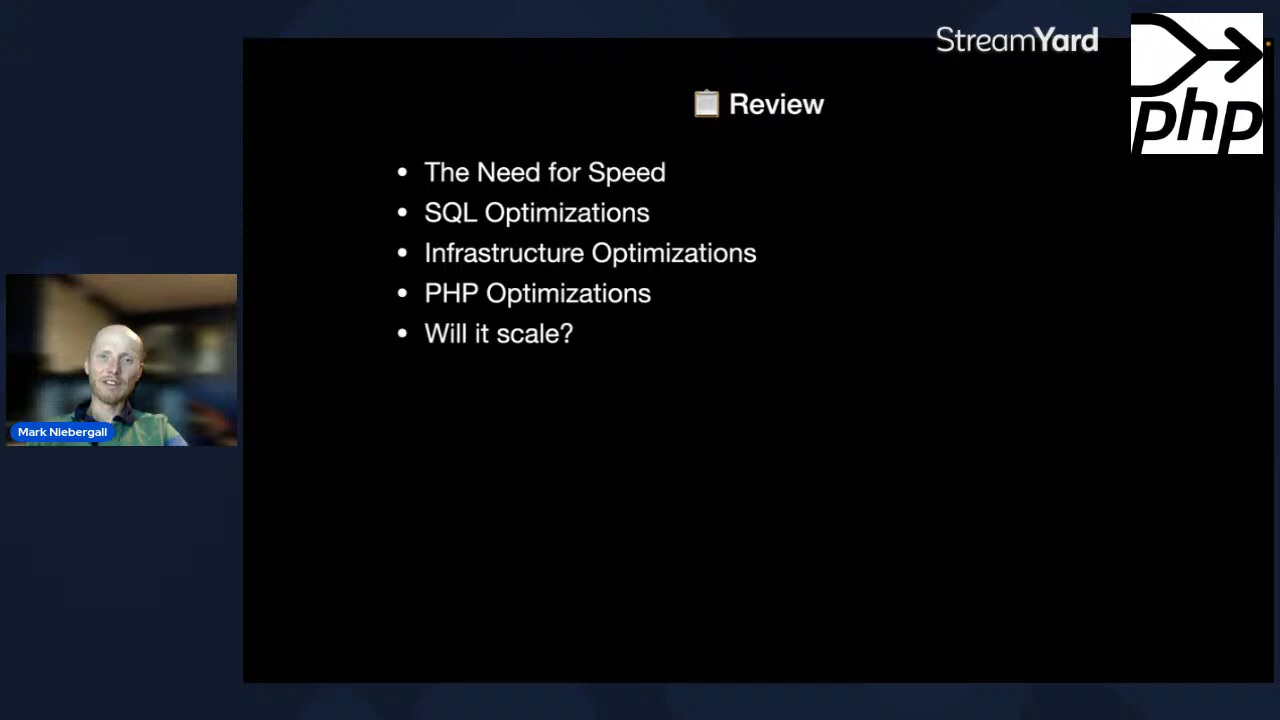 StreamYard
php
📋 Review
• The Need for Speed
• SQL Optimizations
• Infrastructure Optimizations
• PHP Optimizations
• Will it scale?
Mark Niebergall